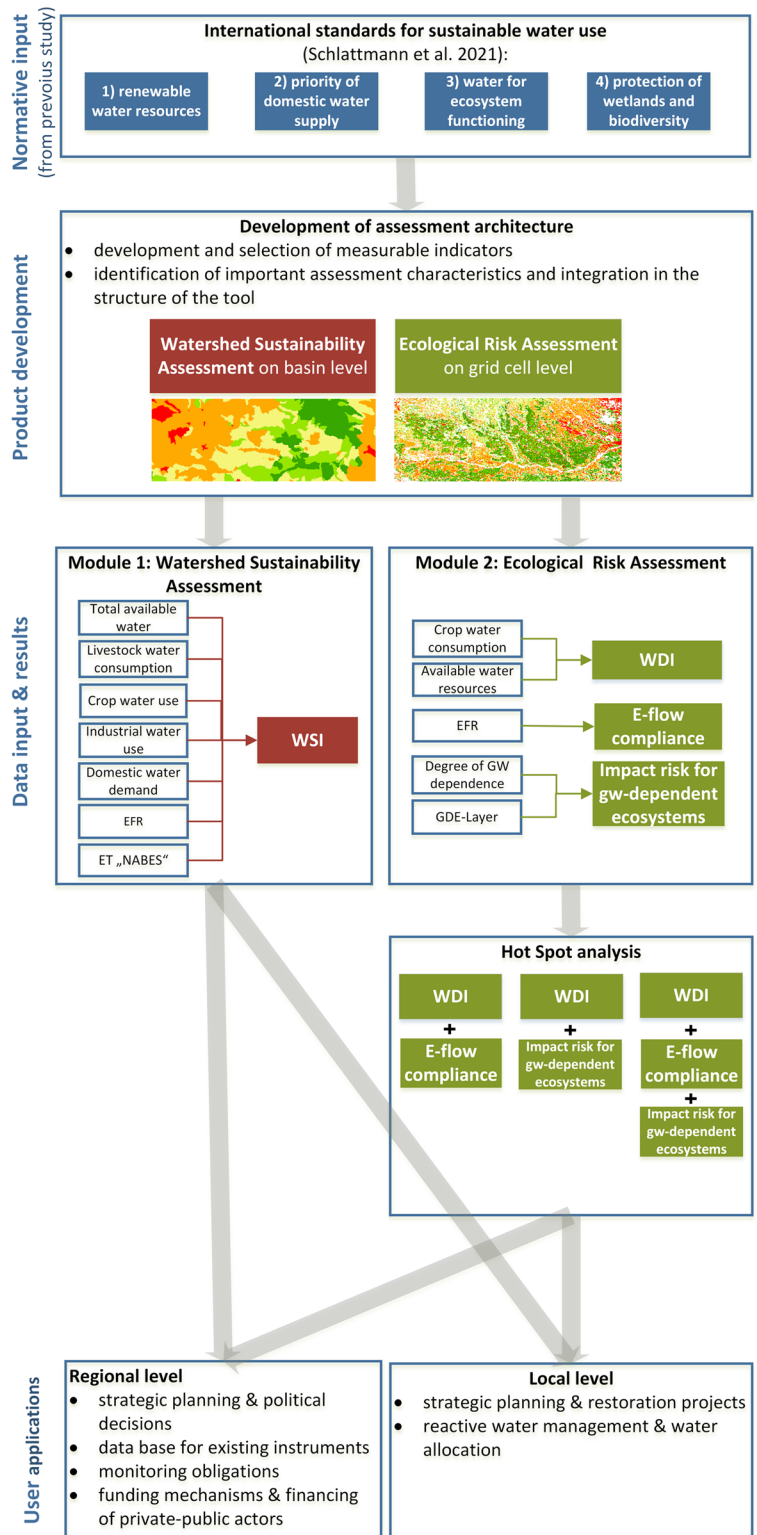 Normative input
(from prevoius study)
International standards for sustainable water use
(Schlattmann et al. 2021):
1) renewable
water resources
2) priority of
domestic water
supply
3) water for
ecosystem
functioning
4) protection of
wetlands and
biodiversity
Product development
Development of assessment architecture
• development and selection of measurable indicators
• identification of important assessment characteristics and integration in the
structure of the tool
Watershed Sustainability
Assessment on basin level
Ecological Risk Assessment
on grid cell level
Data input & results
Module 1: Watershed Sustainability
Assessment
Total available
water
Livestock water
consumption
Crop water use
Industrial water
use
Domestic water
demand
EFR
ET „NABES“
WSI
Module 2: Ecological Risk Assessment
Crop water
consumption
Available water
resources
WDI
EFR
E-flow
compliance
Degree of GW
dependence
GDE-Layer
Impact risk for
gw-dependent
ecosystems
Hot Spot analysis
WDI
+
E-flow
compliance
WDI
+
Impact risk for
gw-dependent
ecosystems
WDI
+
E-flow
compliance
+
Impact risk for
gw-dependent
ecosystems
User applications
Regional level
• strategic planning & political
decisions
• data base for existing instruments
• monitoring obligations
• funding mechanisms & financing
of private-public actors
Local level
• strategic planning & restoration projects
• reactive water management & water
allocation